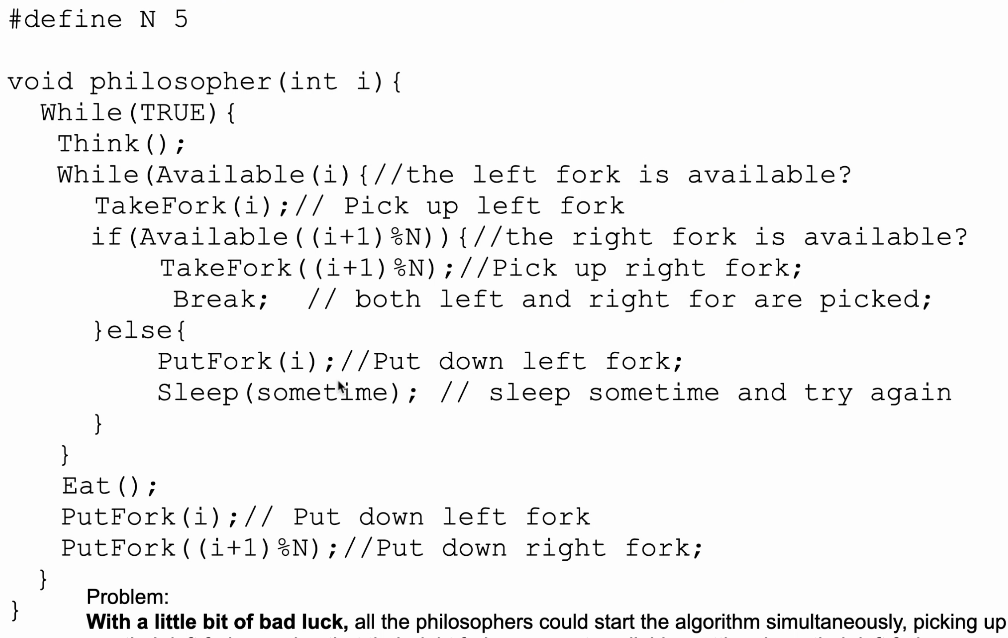 #define N 5
void philosopher(int i){
While(TRUE){
Think();
While(Available(i){//the left fork is available?
TakeFork(i);// Pick up left fork
if(Available((i+1)%N)){//the right fork is available?
TakeFork((i+1)%N);//Pick up right fork;
Break; // both left and right for are picked;
}else{
PutFork(i);//Put down left fork;
Sleep(sometime); // sleep sometime and try again
}
}
Eat();
PutFork(i);// Put down left fork
PutFork((i+1)%N);//Put down right fork;
}
}
Problem:
With a little bit of bad luck, all the philosophers could start the algorithm simultaneously, picking up